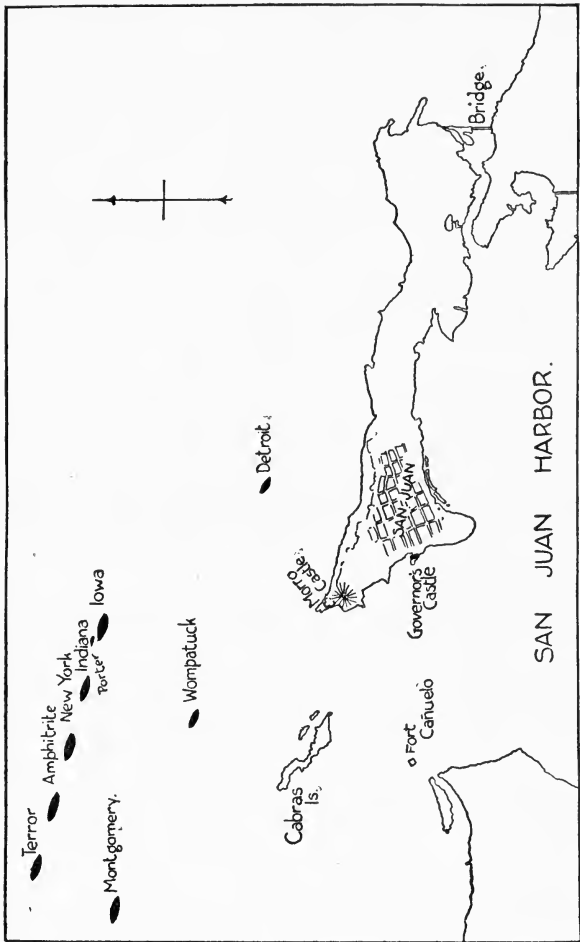 Terror
Amphitrite
New York
Indiana
Porter
Iowa
Montgomery.
Wompatuck
Detroit.
Morro
Castle.
Cabras
Is.
SAN-JUAN
Governor's
Castle
Fort
Cañuelo
Bridge.
SAN JUAN HARBOR.